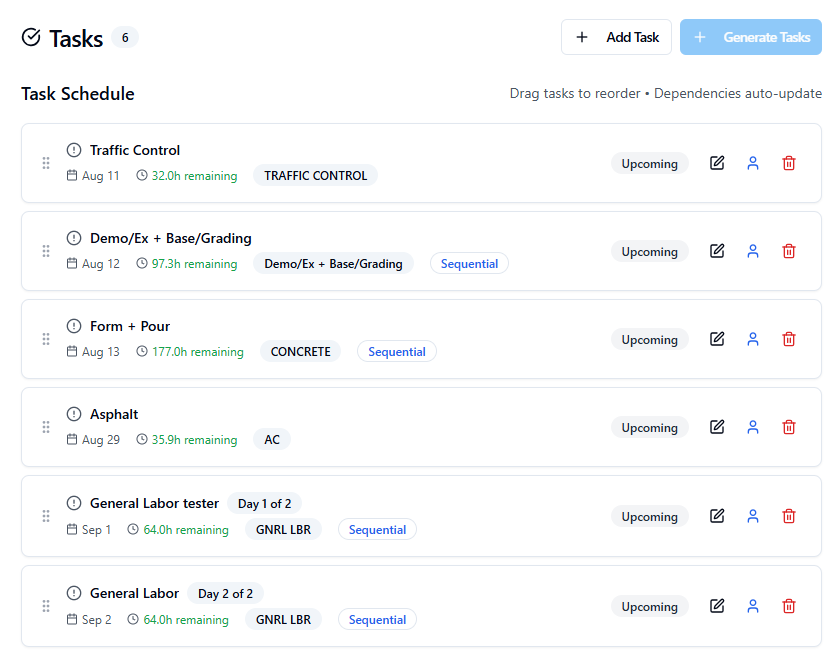 Tasks 6
Add Task
Generate Tasks
Task Schedule
Drag tasks to reorder • Dependencies auto-update
Traffic Control
Aug 11 32.0h remaining TRAFFIC CONTROL
Upcoming
Demo/Ex + Base/Grading
Aug 12 97.3h remaining Demo/Ex + Base/Grading Sequential
Upcoming
Form + Pour
Aug 13 177.0h remaining CONCRETE Sequential
Upcoming
Asphalt
Aug 29 35.9h remaining AC
Upcoming
General Labor tester Day 1 of 2
Sep 1 64.0h remaining GNRL LBR Sequential
Upcoming
General Labor Day 2 of 2
Sep 2 64.0h remaining GNRL LBR Sequential
Upcoming